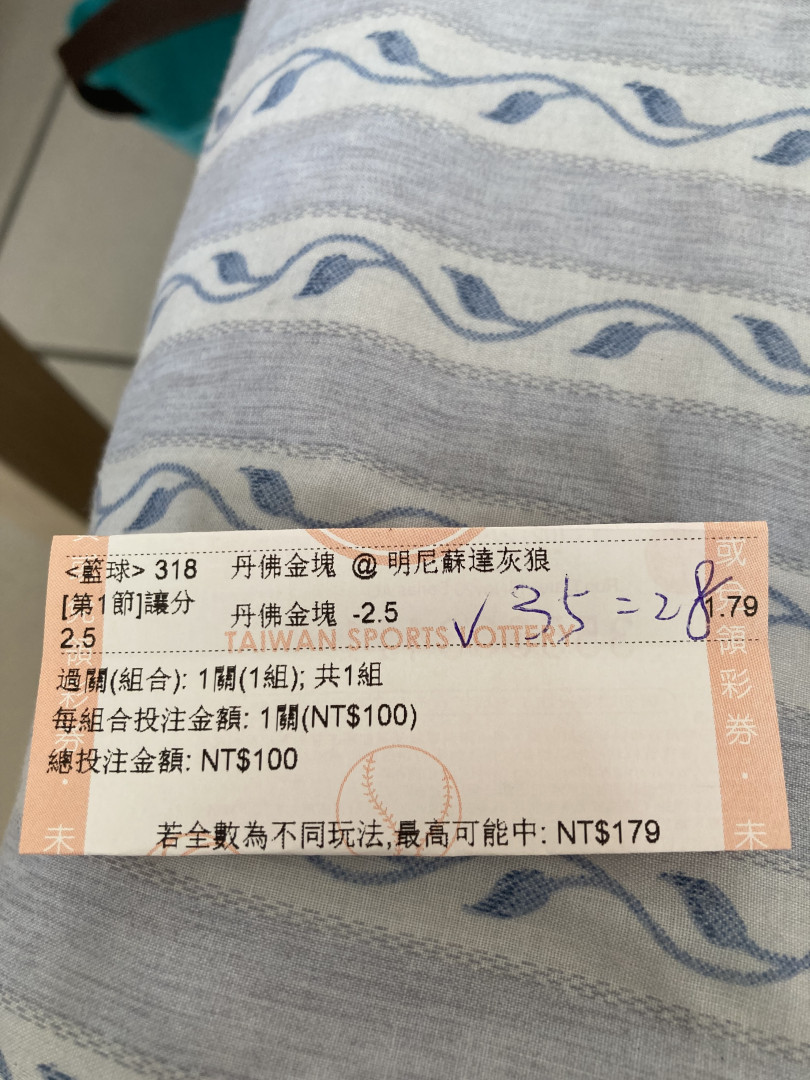 <籃球> 318 丹佛金塊 @ 明尼蘇達灰狼
[第1節]讓分 2.5 丹佛金塊 -2.5 ✓ 35 = 28 1.79
TAIWAN SPORTS LOTTERY
過關(組合): 1關(1組); 共1組
每組合投注金額: 1關(NT$100)
總投注金額: NT$100
若全數為不同玩法,最高可能中: NT$179
領彩券.未